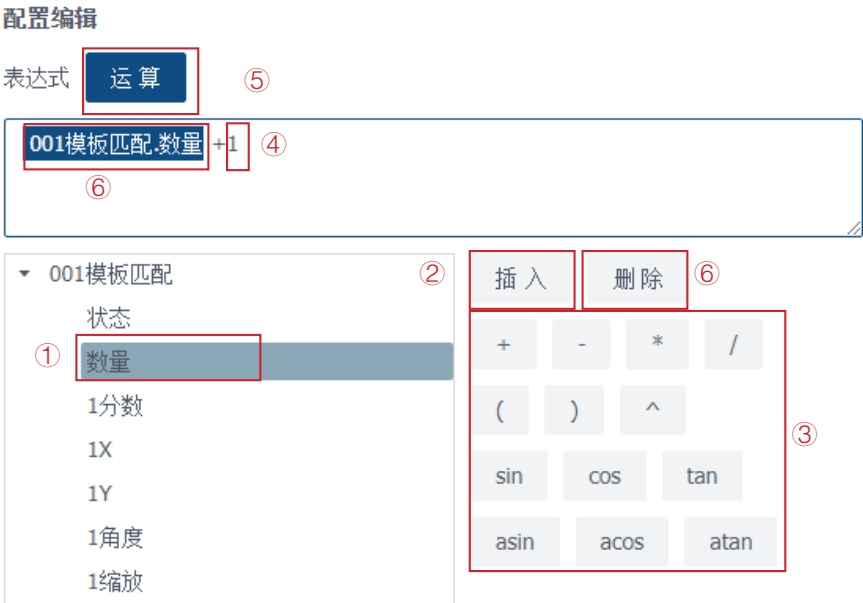 配置编辑
表达式 运算 ⑤
001模板匹配.数量 +1 ④
⑥
001模板匹配 ② 插入 删除 ⑥
状态
① 数量
1分数
1X
1Y
1角度
1缩放
+ - * /
( ) ^
③
sin cos tan
asin acos atan